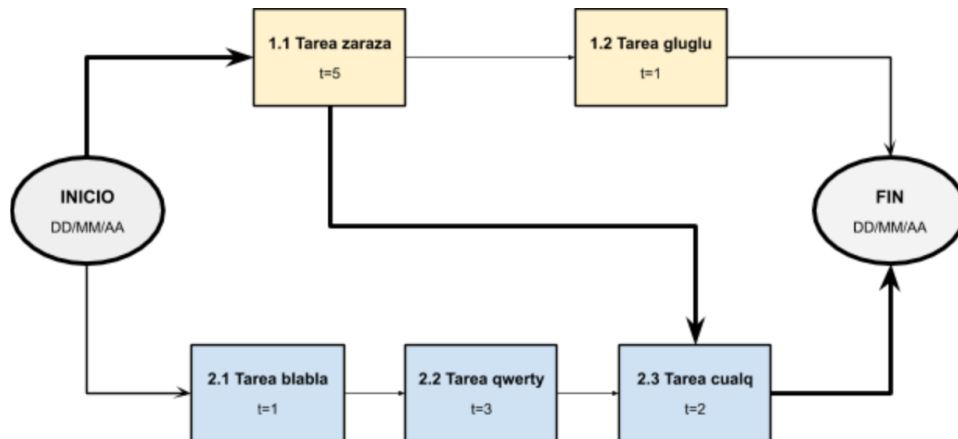 1.1 Tarea zaraza
t=5
1.2 Tarea gluglu
t=1
INICIO
DD/MM/AA
FIN
DD/MM/AA
2.1 Tarea blabla
t=1
2.2 Tarea qwerty
t=3
2.3 Tarea cualq
t=2